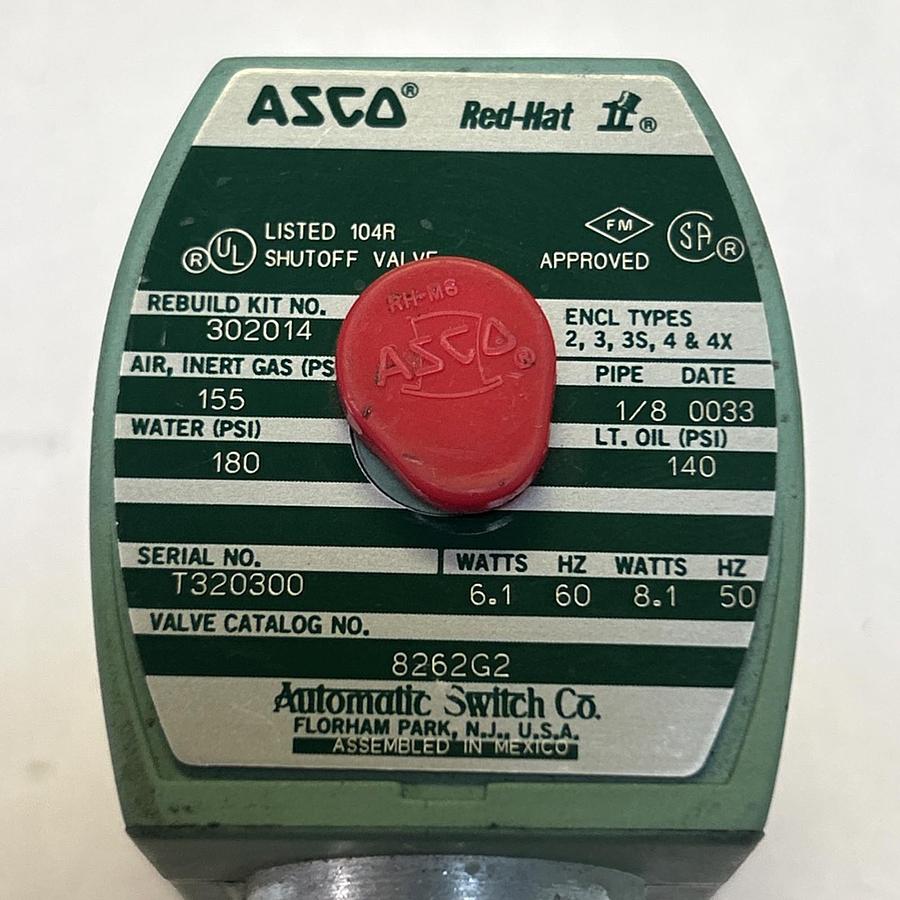 ASCO® Red-Hat II®
® UL LISTED 104R
SHUTOFF VALVE
FM APPROVED SA ®
REBUILD KIT NO.
302014
ENCL TYPES
2, 3, 3S, 4 & 4X
AIR, INERT GAS (PS
155
PIPE DATE
1/8 0033
WATER (PSI)
180
LT. OIL (PSI)
140
RH-M6
ASCO®
SERIAL NO.
T320300
WATTS HZ WATTS HZ
6.1 60 8.1 50
VALVE CATALOG NO.
8262G2
Automatic Switch Co.
FLORHAM PARK, N.J., U.S.A.
ASSEMBLED IN MEXICO